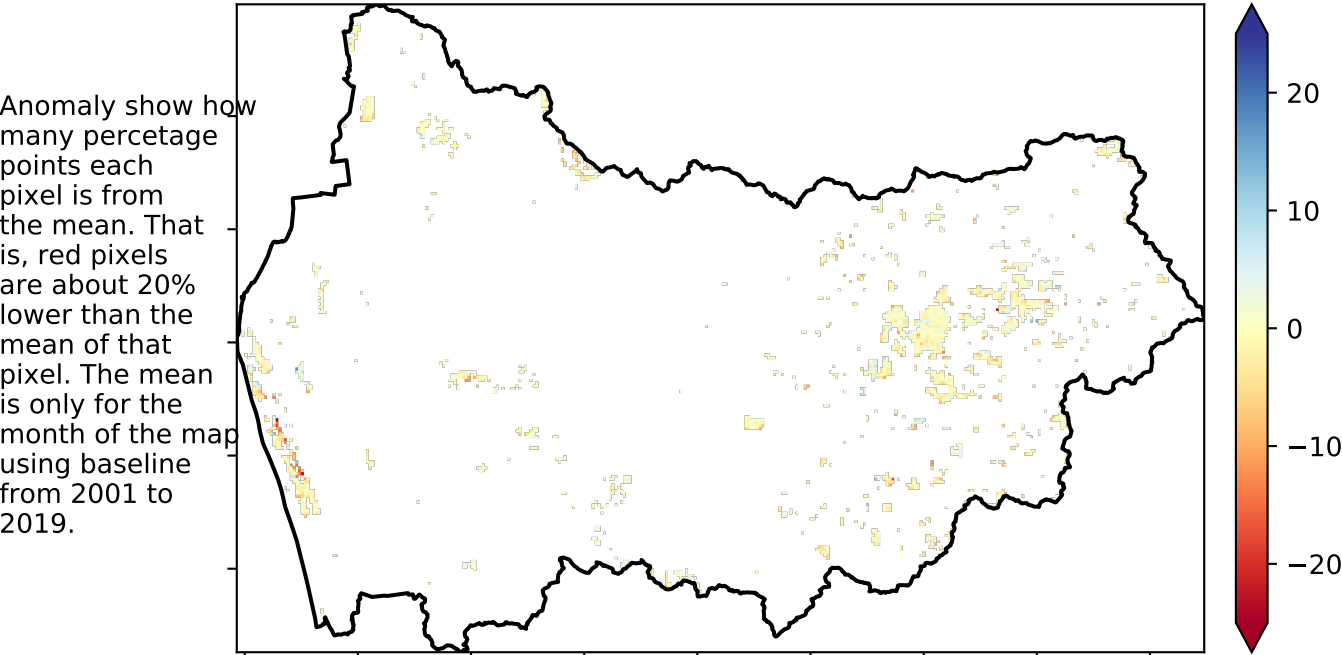 Anomaly show how
many percetage
points each
pixel is from
the mean. That
is, red pixels
are about 20%
lower than the
mean of that
pixel. The mean
is only for the
month of the map
using baseline
from 2001 to
2019.
20
10
0
−10
−20